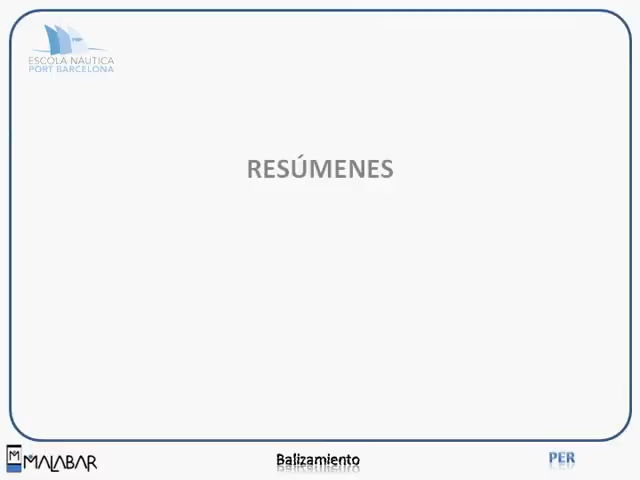 ESCOLA NÀUTICA
PORT BARCELONA
RESÚMENES
M
MALABAR
Balizamiento
PER